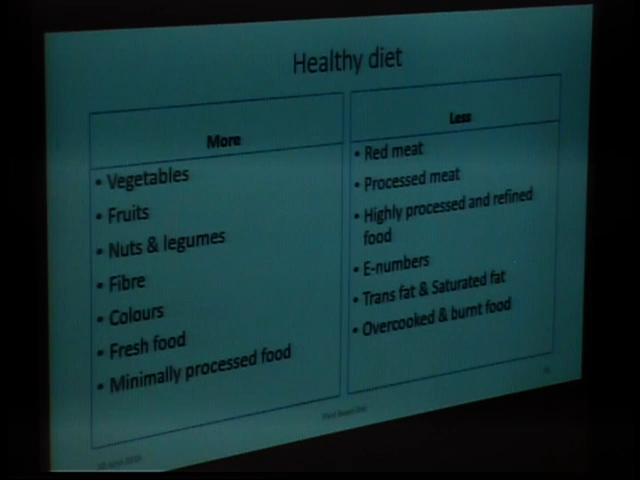 Healthy diet
More
• Vegetables
• Fruits
• Nuts & legumes
• Fibre
• Colours
• Fresh food
• Minimally processed food
Less
• Red meat
• Processed meat
• Highly processed and refined
food
• E-numbers
• Trans fat & Saturated fat
• Overcooked & burnt food